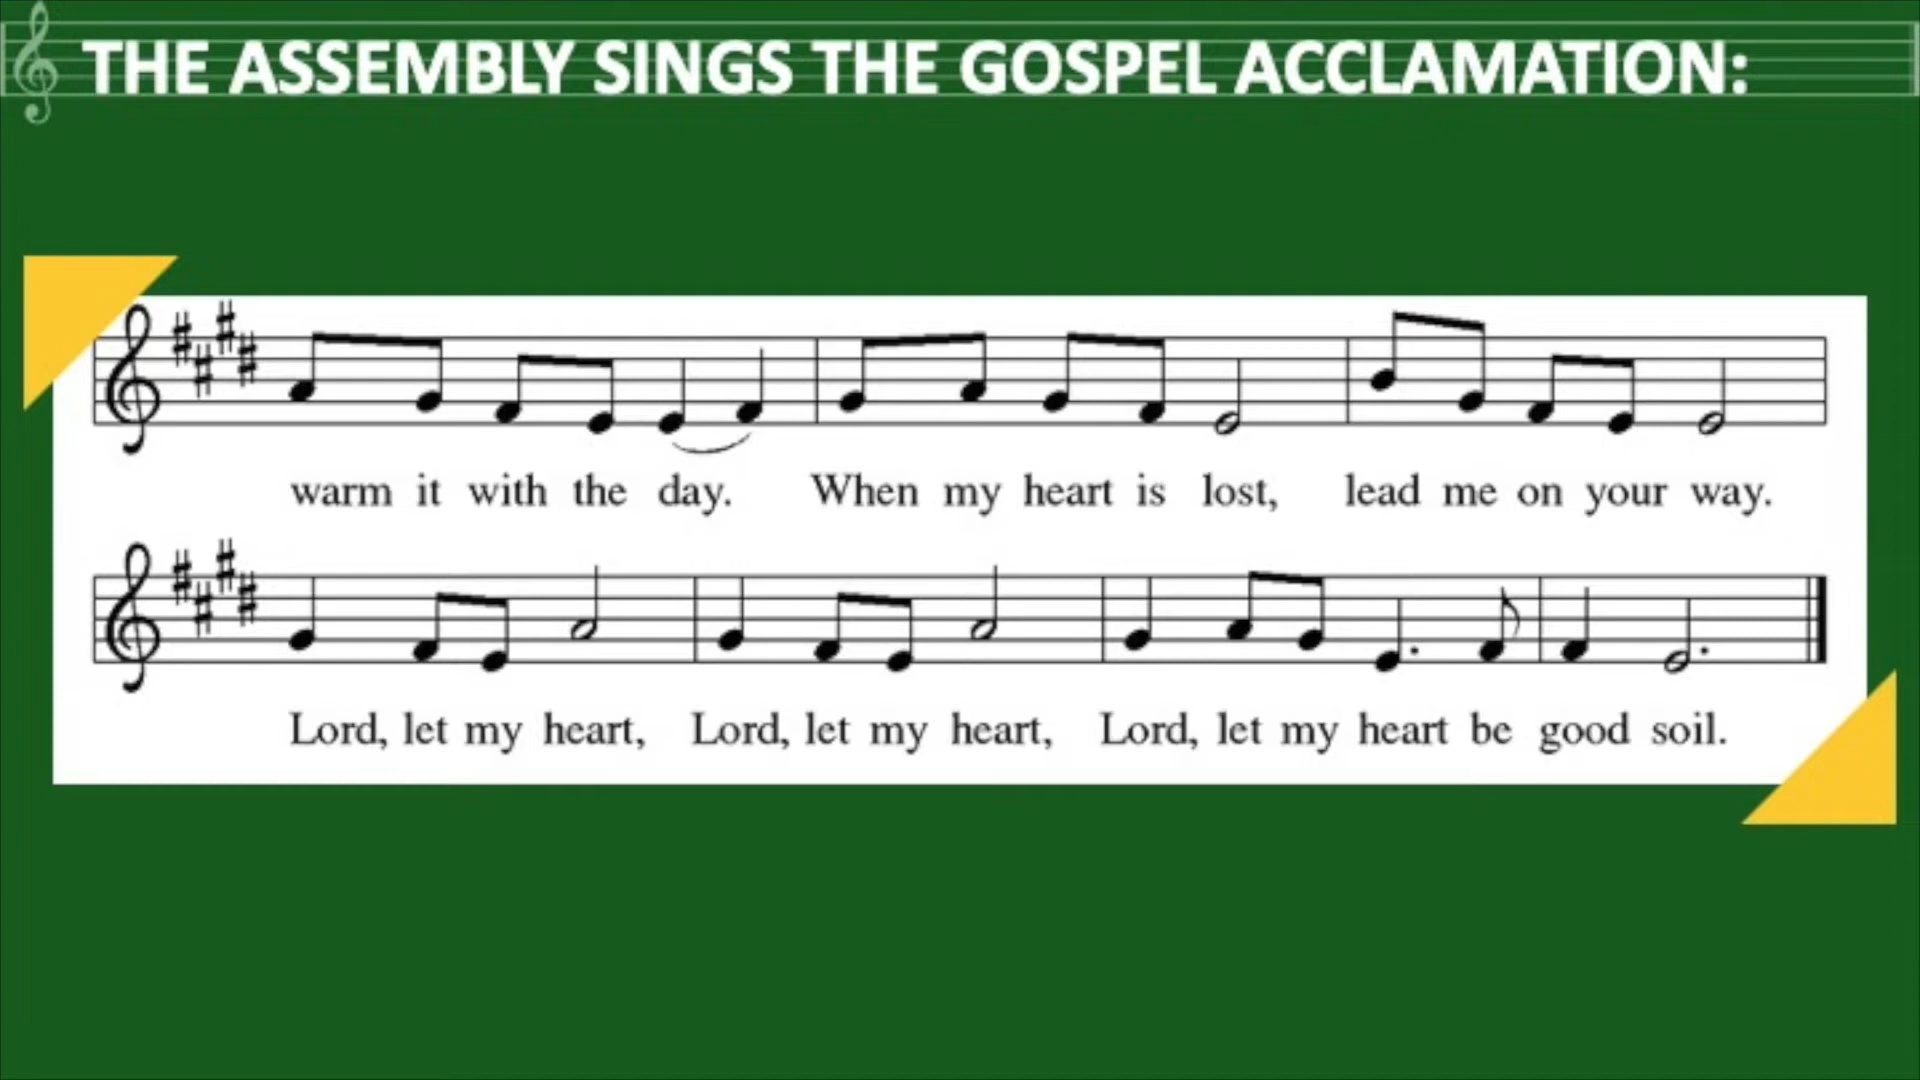 THE ASSEMBLY SINGS THE GOSPEL ACCLAMATION:
warm it with the day. When my heart is lost, lead me on your way.
Lord, let my heart, Lord, let my heart, Lord, let my heart be good soil.